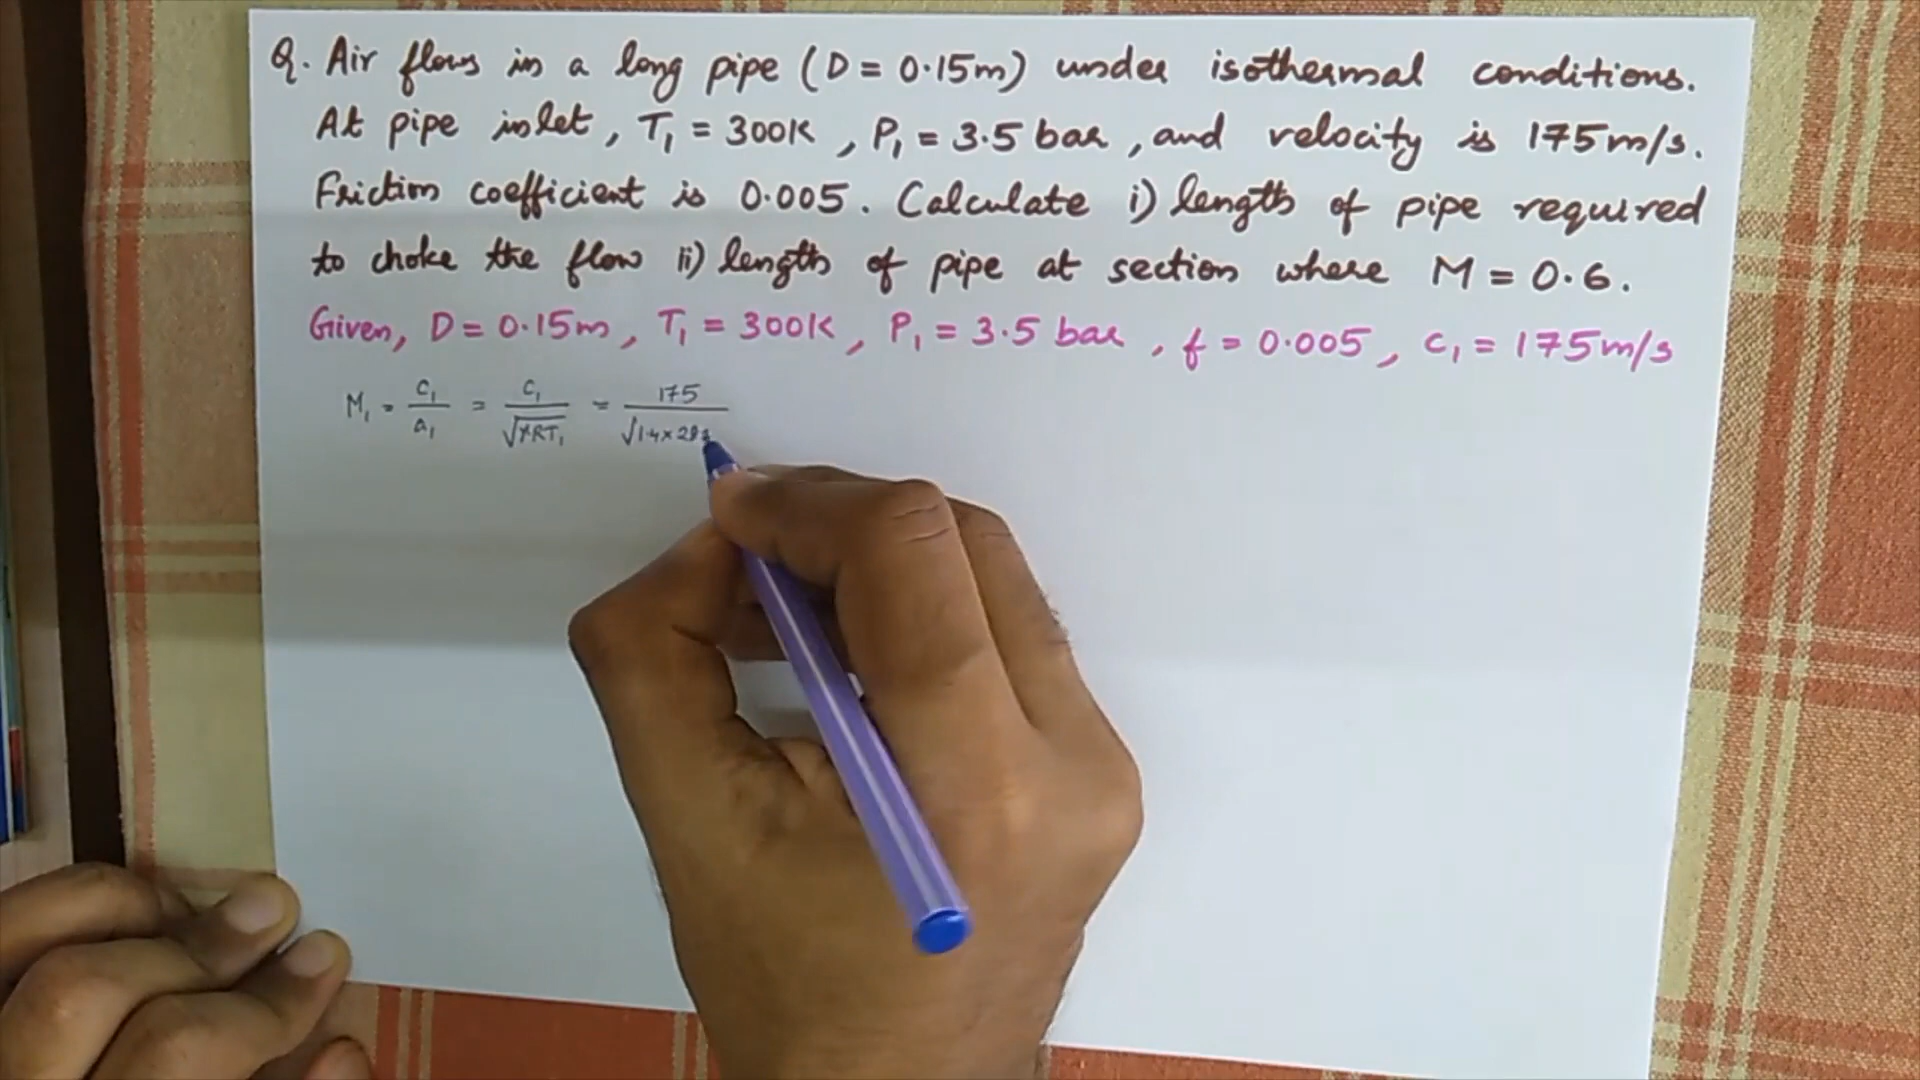 Q. Air flows in a long pipe (D = 0.15m) under isothermal conditions.
At pipe inlet, T₁ = 300K, P₁ = 3.5 bar, and velocity is 175m/s.
Friction coefficient is 0.005. Calculate i) length of pipe required
to choke the flow ii) length of pipe at section where M = 0.6.
Given, D = 0.15m, T₁ = 300K, P₁ = 3.5 bar, f = 0.005, C₁ = 175m/s
M₁ = C₁/a₁ = C₁/√γRT₁ = 175/√1.4×287